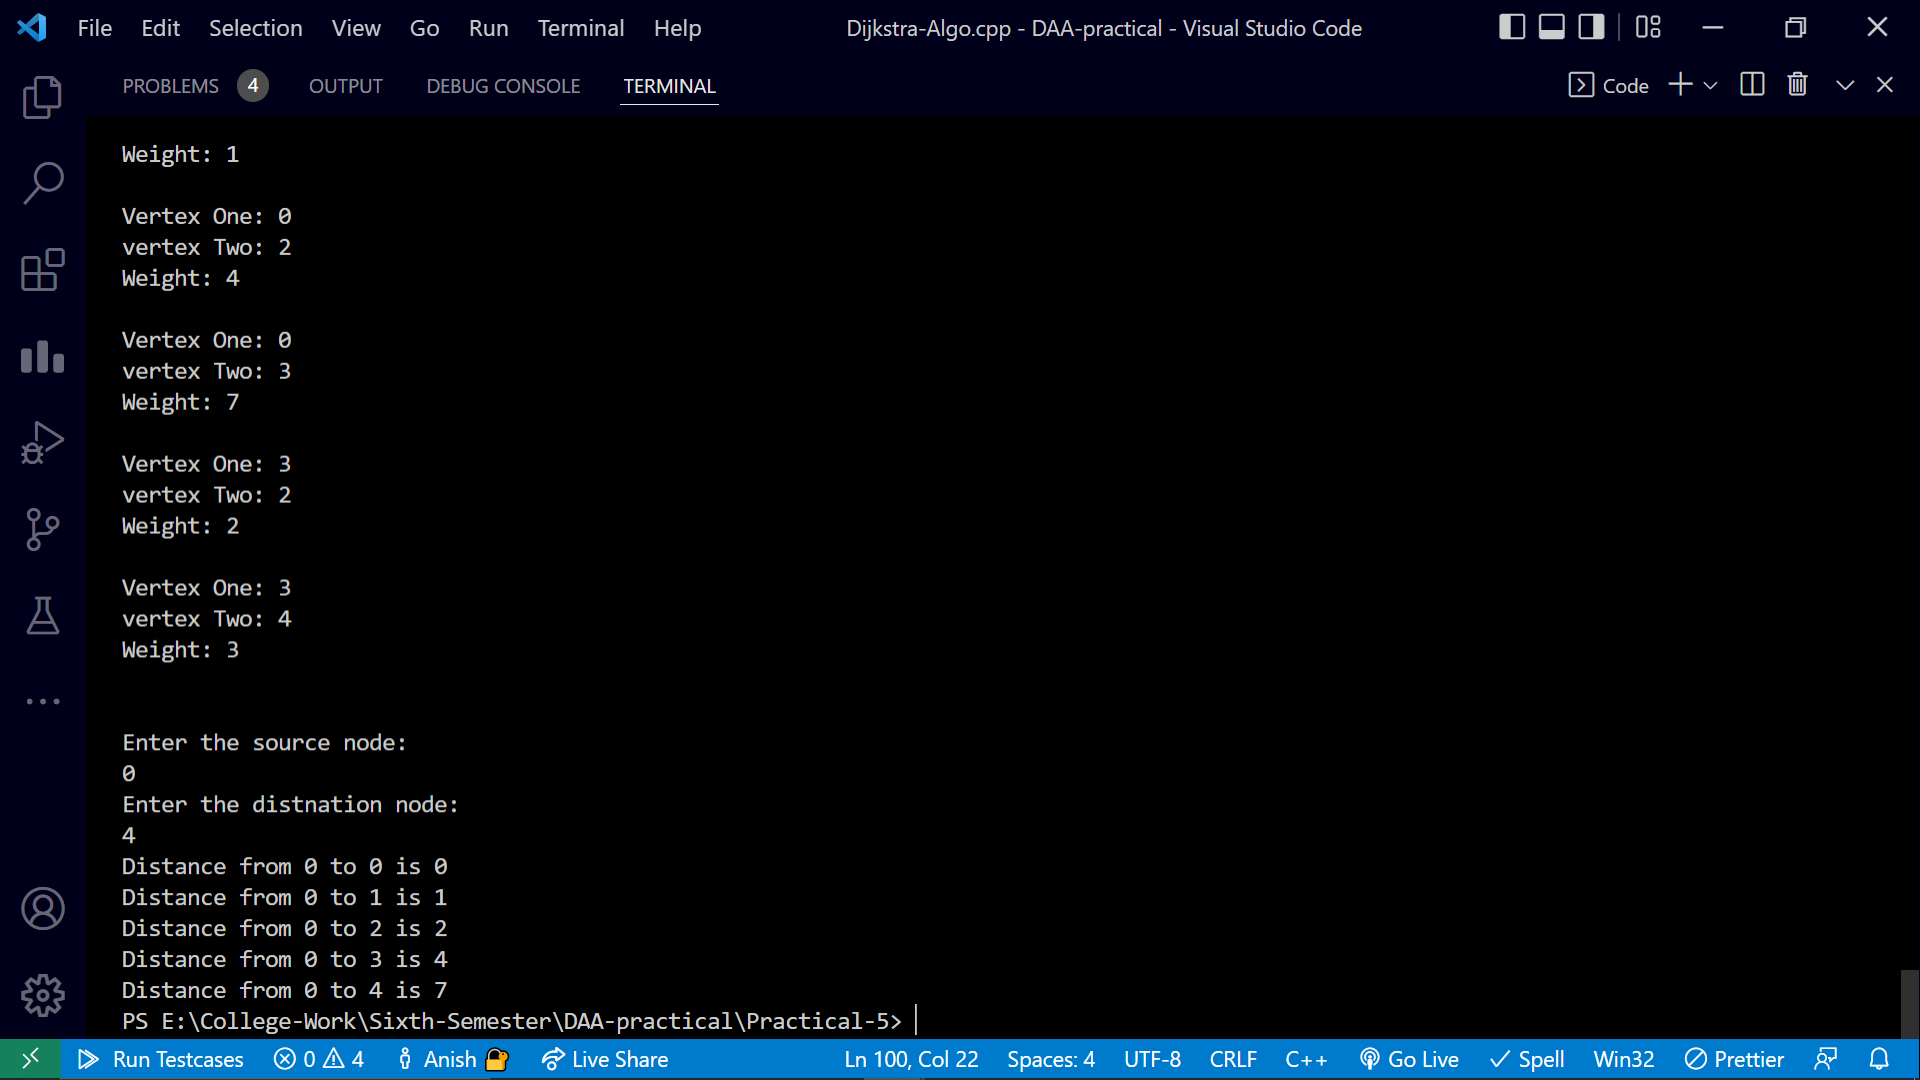 File Edit Selection View Go Run Terminal Help Dijkstra-Algo.cpp - DAA-practical - Visual Studio Code
PROBLEMS 4 OUTPUT DEBUG CONSOLE TERMINAL Code
Weight: 1
Vertex One: 0
vertex Two: 2
Weight: 4
Vertex One: 0
vertex Two: 3
Weight: 7
Vertex One: 3
vertex Two: 2
Weight: 2
Vertex One: 3
vertex Two: 4
Weight: 3
Enter the source node:
0
Enter the distnation node:
4
Distance from 0 to 0 is 0
Distance from 0 to 1 is 1
Distance from 0 to 2 is 2
Distance from 0 to 3 is 4
Distance from 0 to 4 is 7
PS E:\College-Work\Sixth-Semester\DAA-practical\Practical-5>
Run Testcases 0 4 Anish Live Share Ln 100, Col 22 Spaces: 4 UTF-8 CRLF C++ Go Live Spell Win32 Prettier